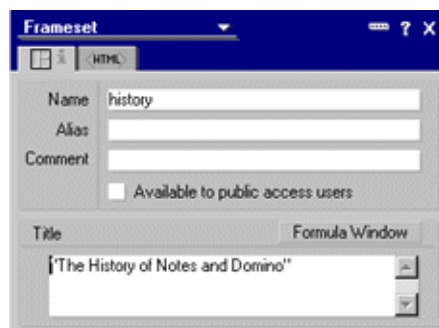 Frameset ? X
i <HTML>
Name history
Alias
Comment
Available to public access users
Title Formula Window
"The History of Notes and Domino"